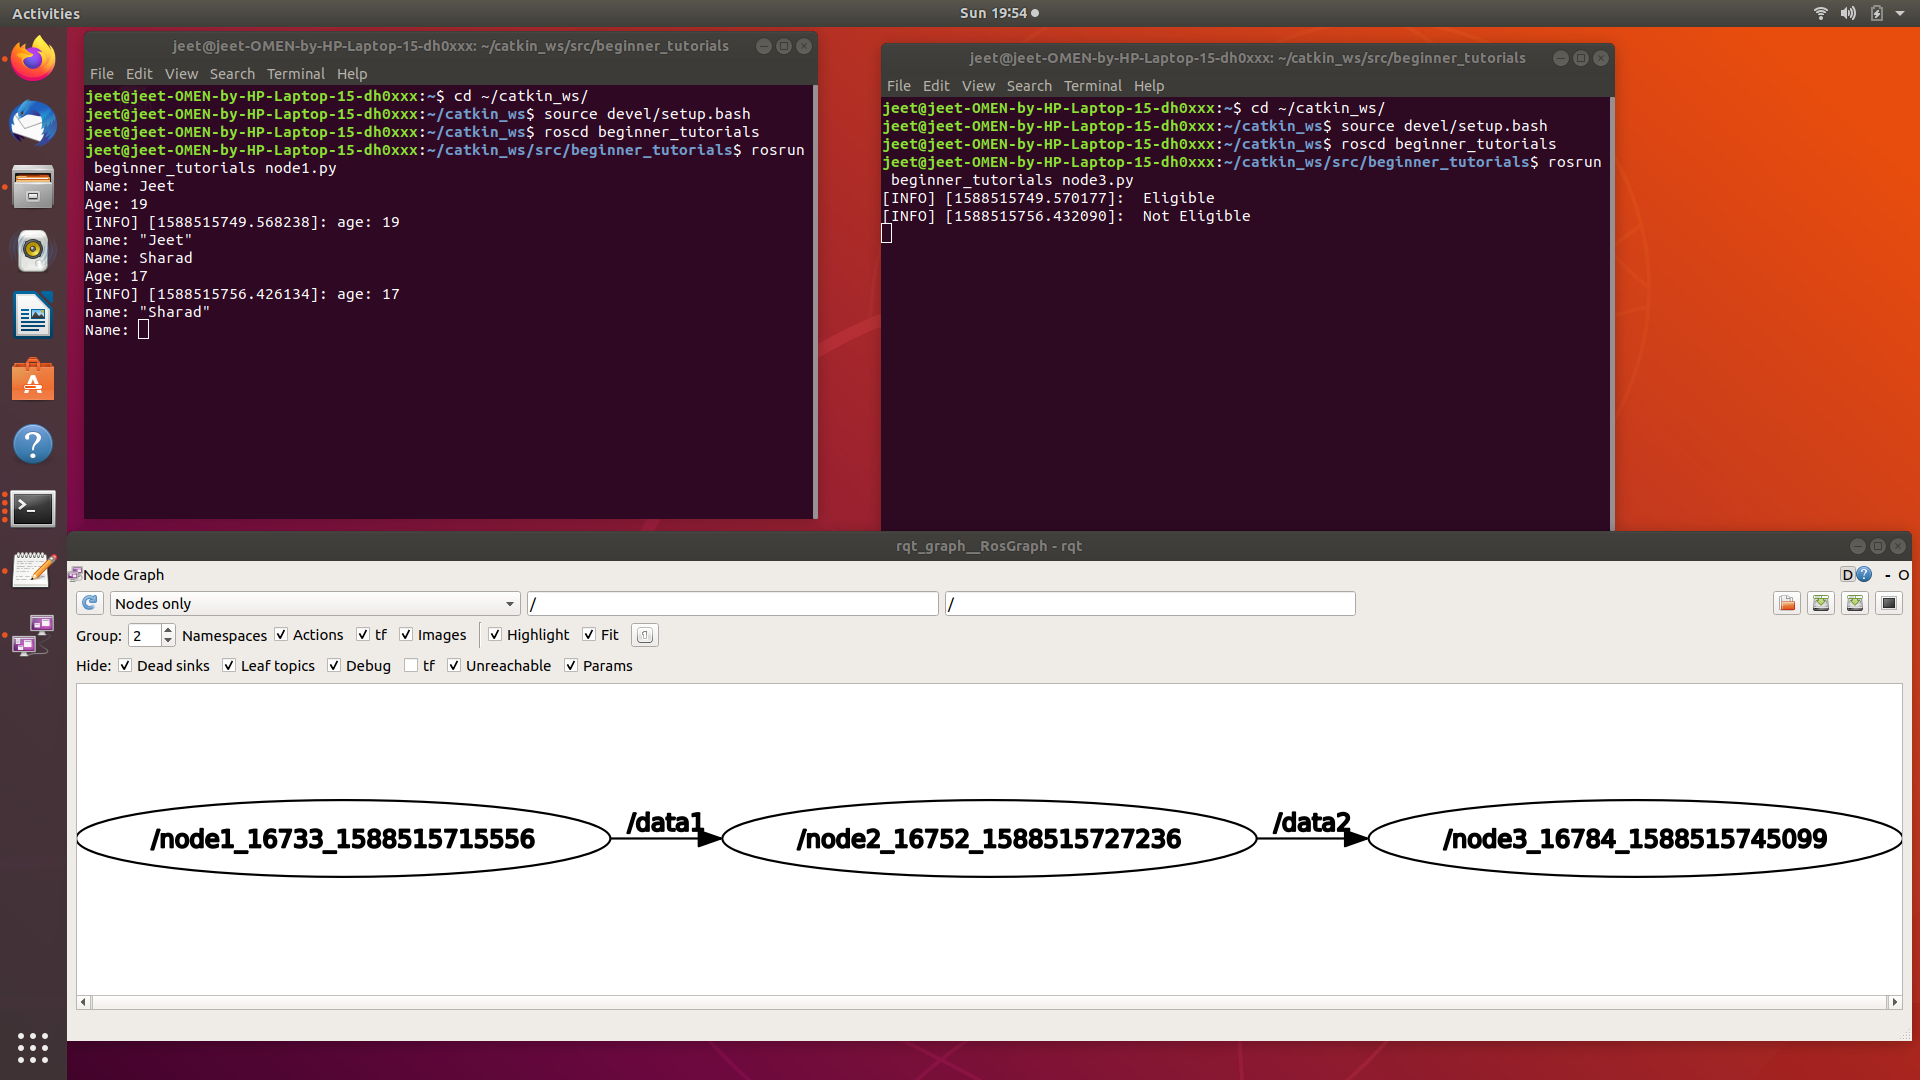 Activities
Sun 19:54
jeet@jeet-OMEN-by-HP-Laptop-15-dh0xxx: ~/catkin_ws/src/beginner_tutorials
File Edit View Search Terminal Help
jeet@jeet-OMEN-by-HP-Laptop-15-dh0xxx:~$ cd ~/catkin_ws/
jeet@jeet-OMEN-by-HP-Laptop-15-dh0xxx:~/catkin_ws$ source devel/setup.bash
jeet@jeet-OMEN-by-HP-Laptop-15-dh0xxx:~/catkin_ws$ roscd beginner_tutorials
jeet@jeet-OMEN-by-HP-Laptop-15-dh0xxx:~/catkin_ws/src/beginner_tutorials$ rosrun
beginner_tutorials node1.py
Name: Jeet
Age: 19
[INFO] [1588515749.568238]: age: 19
name: "Jeet"
Name: Sharad
Age: 17
[INFO] [1588515756.426134]: age: 17
name: "Sharad"
Name:
jeet@jeet-OMEN-by-HP-Laptop-15-dh0xxx: ~/catkin_ws/src/beginner_tutorials
File Edit View Search Terminal Help
jeet@jeet-OMEN-by-HP-Laptop-15-dh0xxx:~$ cd ~/catkin_ws/
jeet@jeet-OMEN-by-HP-Laptop-15-dh0xxx:~/catkin_ws$ source devel/setup.bash
jeet@jeet-OMEN-by-HP-Laptop-15-dh0xxx:~/catkin_ws$ roscd beginner_tutorials
jeet@jeet-OMEN-by-HP-Laptop-15-dh0xxx:~/catkin_ws/src/beginner_tutorials$ rosrun
beginner_tutorials node3.py
[INFO] [1588515749.570177]:  Eligible
[INFO] [1588515756.432090]:  Not Eligible
rqt_graph__RosGraph - rqt
Node Graph
D ? - O
Nodes only / /
Group: 2 Namespaces Actions tf Images Highlight Fit
Hide: Dead sinks Leaf topics Debug tf Unreachable Params
/node1_16733_1588515715556 /data1 /node2_16752_1588515727236 /data2 /node3_16784_1588515745099